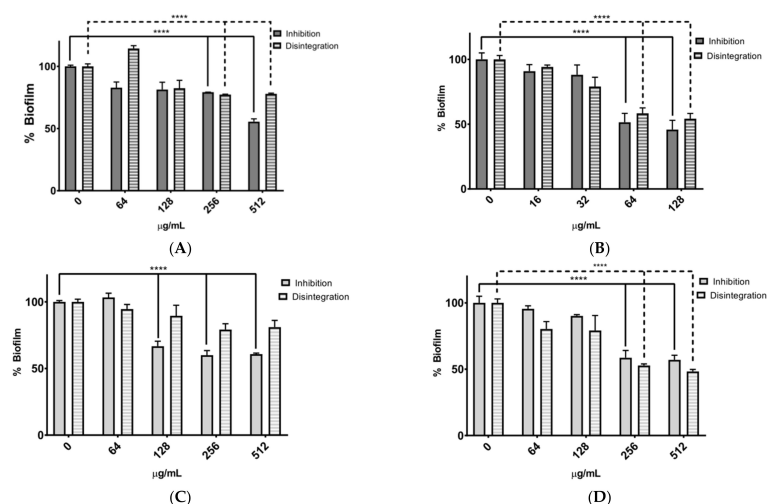 ****
****
Inhibition
Disintegration
100
50
0
% Biofilm
0
64
128
256
512
µg/mL
(A)
****
****
Inhibition
Disintegration
100
50
0
% Biofilm
0
16
32
64
128
µg/mL
(B)
****
Inhibition
Disintegration
100
50
0
% Biofilm
0
64
128
256
512
µg/mL
(C)
****
****
Inhibition
Disintegration
100
50
0
% Biofilm
0
64
128
256
512
µg/mL
(D)